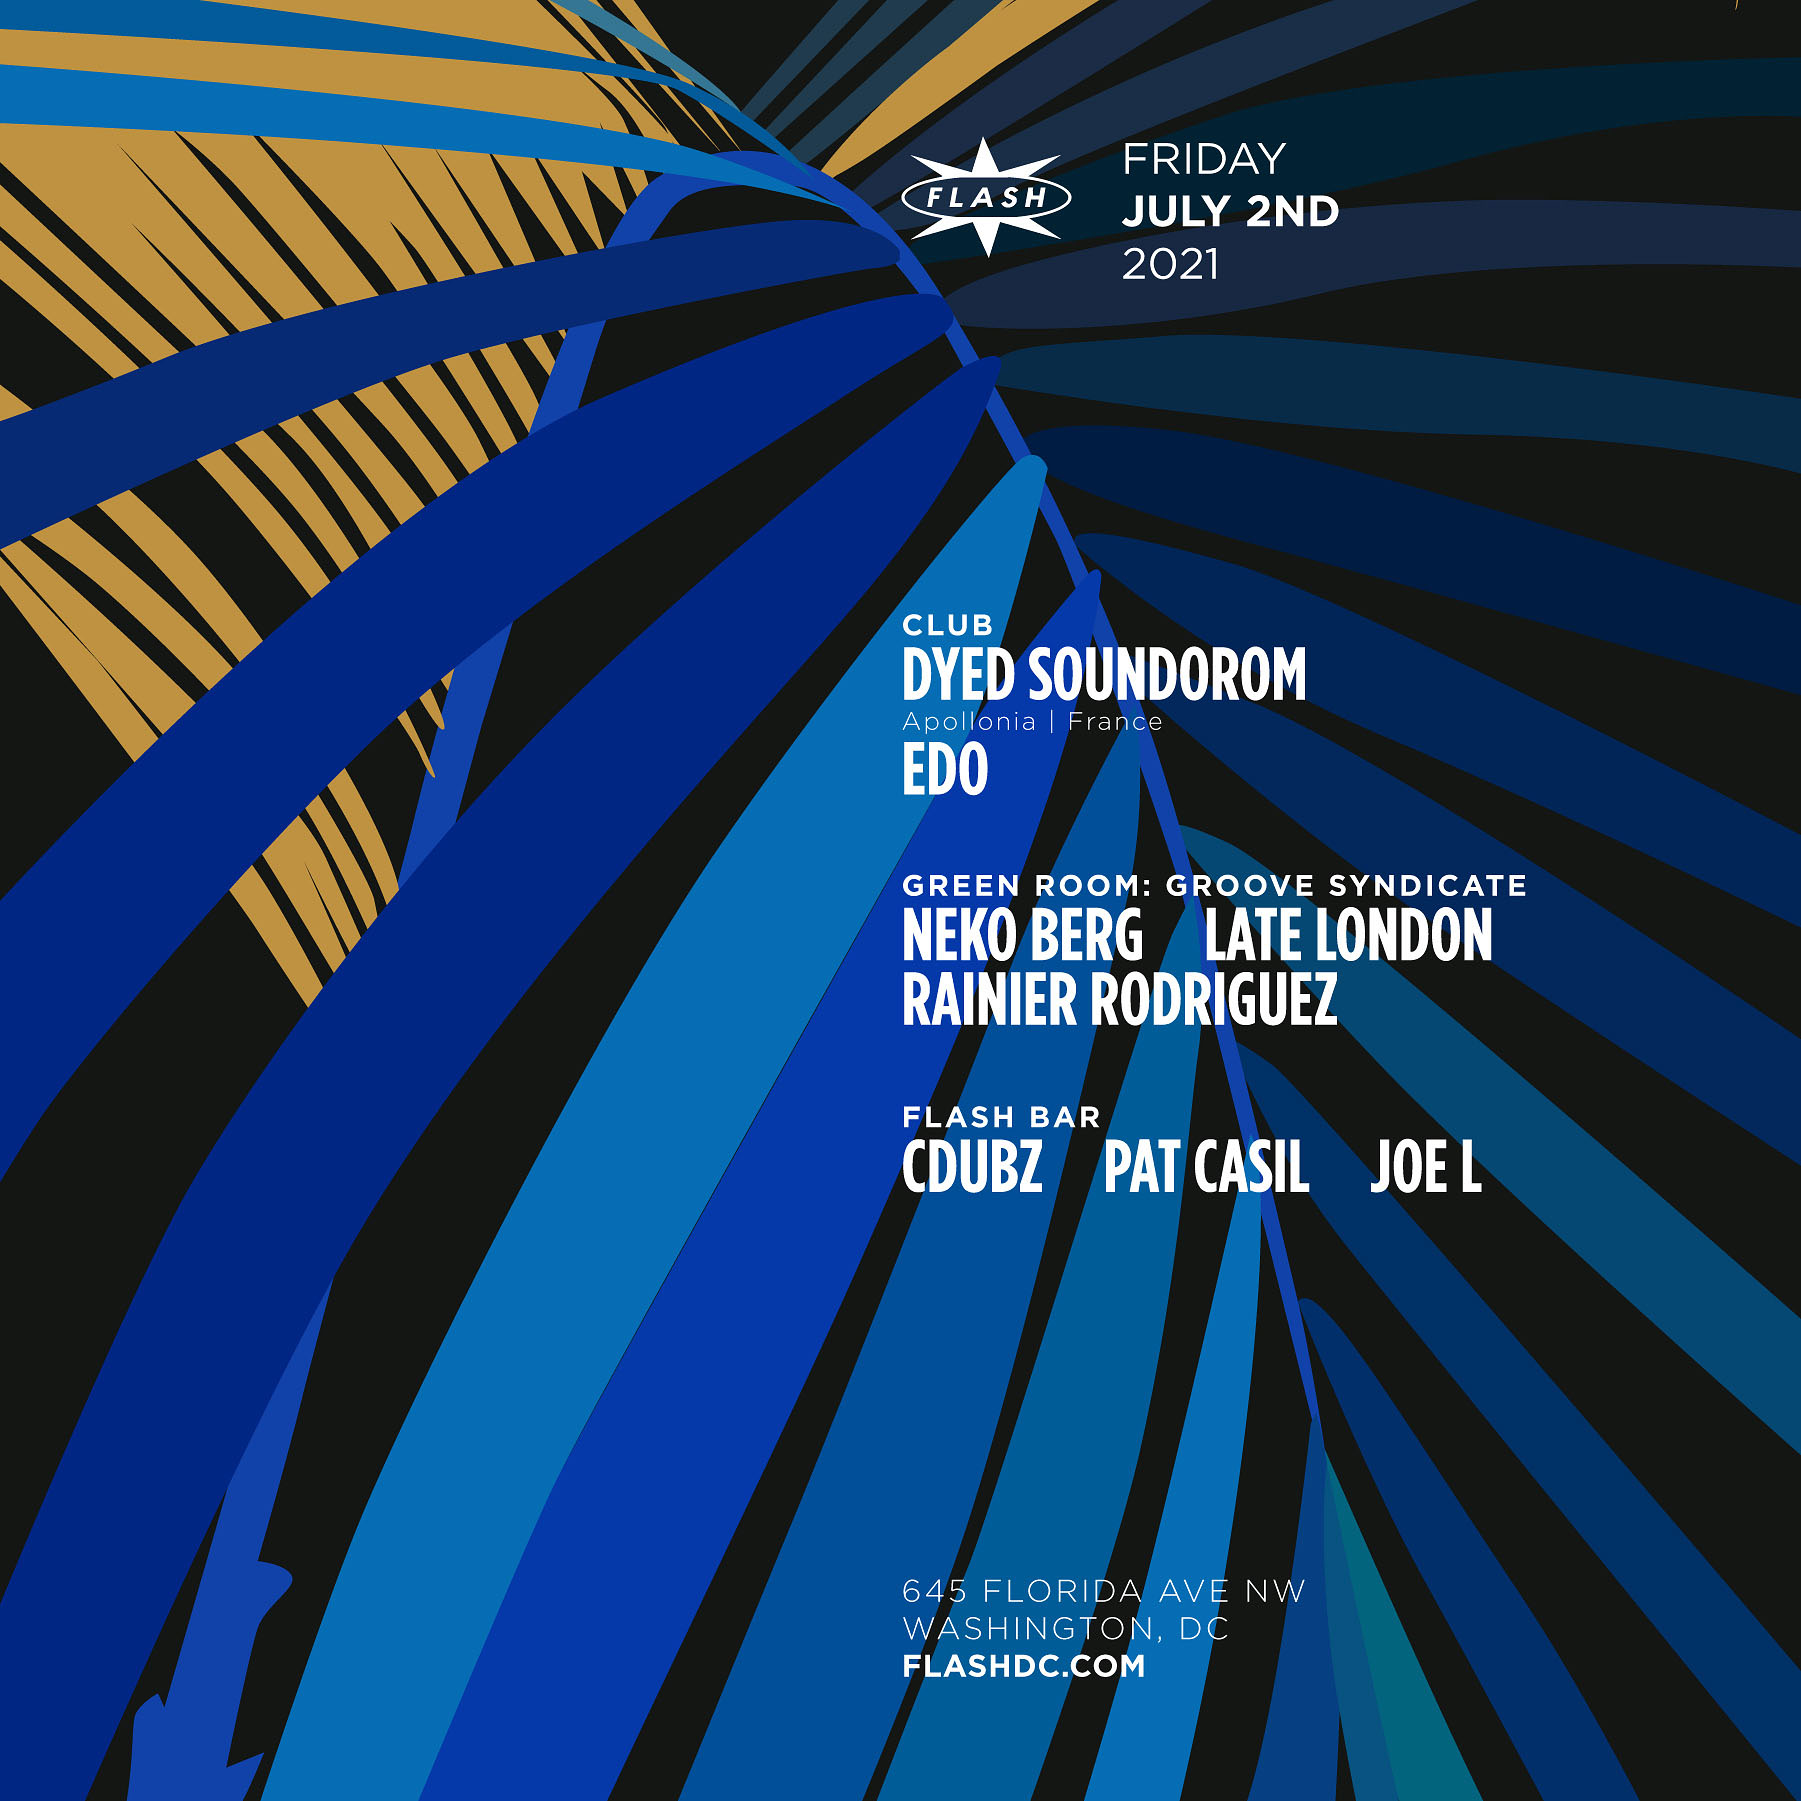 FLASH
FRIDAY
JULY 2ND
2021
CLUB
DYED SOUNDOROM
Apollonia | France
EDO
GREEN ROOM: GROOVE SYNDICATE
NEKO BERG LATE LONDON
RAINIER RODRIGUEZ
FLASH BAR
CDUBZ PAT CASIL JOE L
645 FLORIDA AVE NW
WASHINGTON, DC
FLASHDC.COM